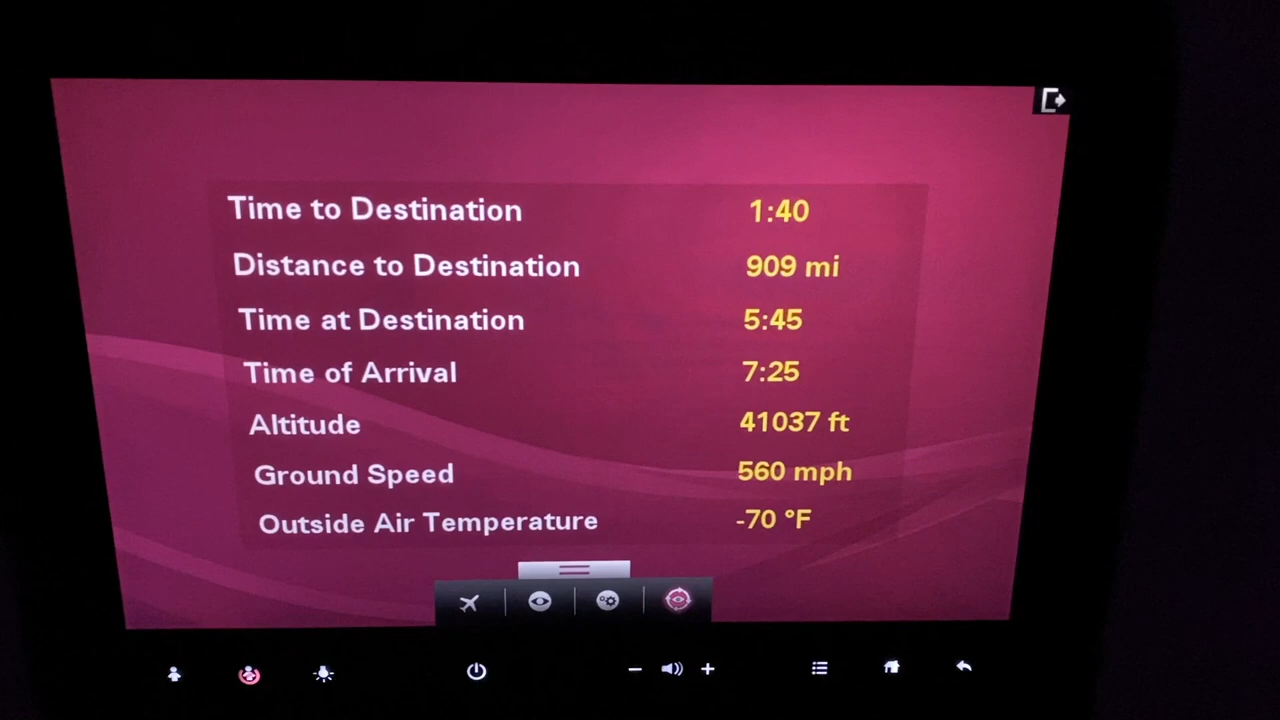 Time to Destination 1:40
Distance to Destination 909 mi
Time at Destination 5:45
Time of Arrival 7:25
Altitude 41037 ft
Ground Speed 560 mph
Outside Air Temperature -70 °F